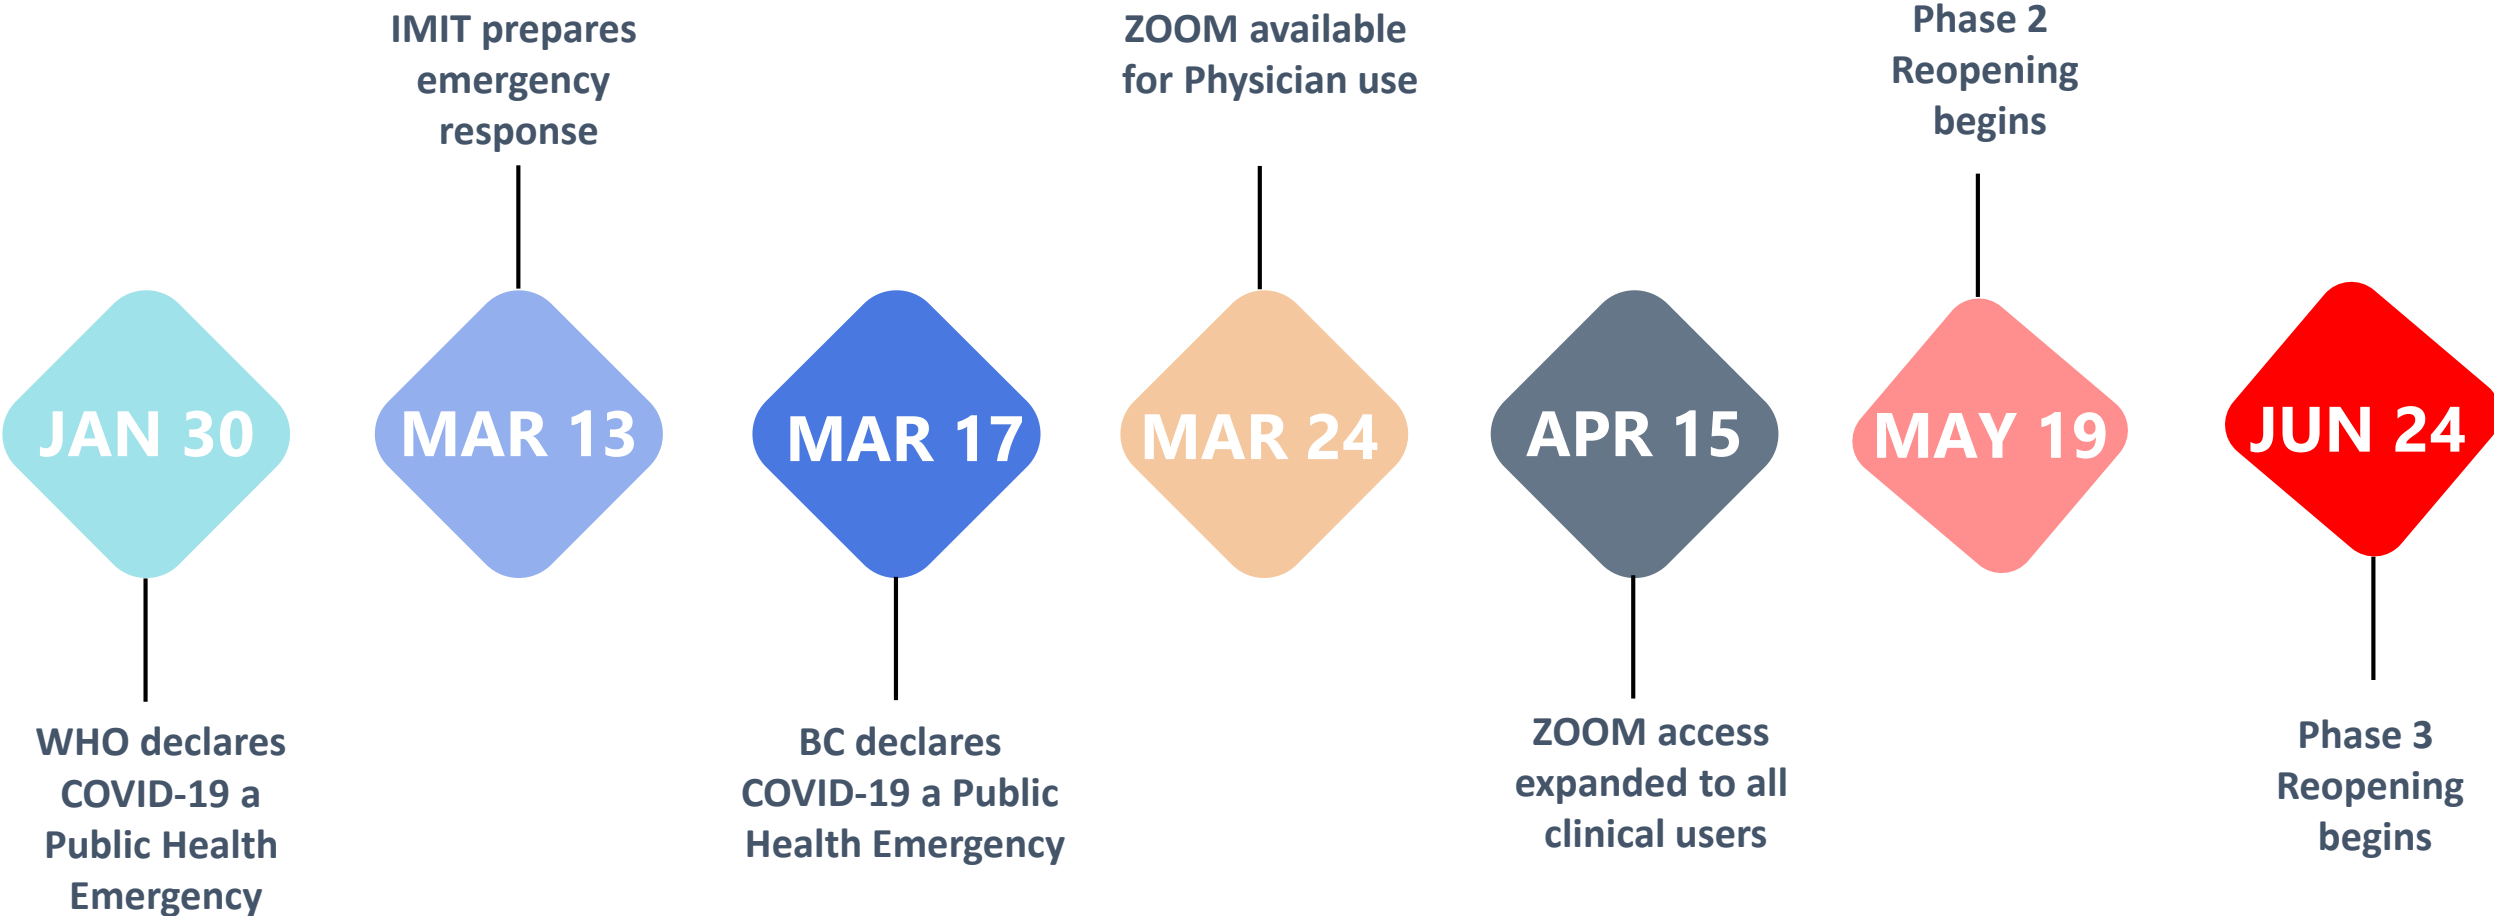 IMIT prepares
emergency
response
ZOOM available
for Physician use
Phase 2
Reopening
begins
JAN 30
MAR 13
MAR 17
MAR 24
APR 15
MAY 19
JUN 24
WHO declares
COVID-19 a
Public Health
Emergency
BC declares
COVID-19 a Public
Health Emergency
ZOOM access
expanded to all
clinical users
Phase 3
Reopening
begins